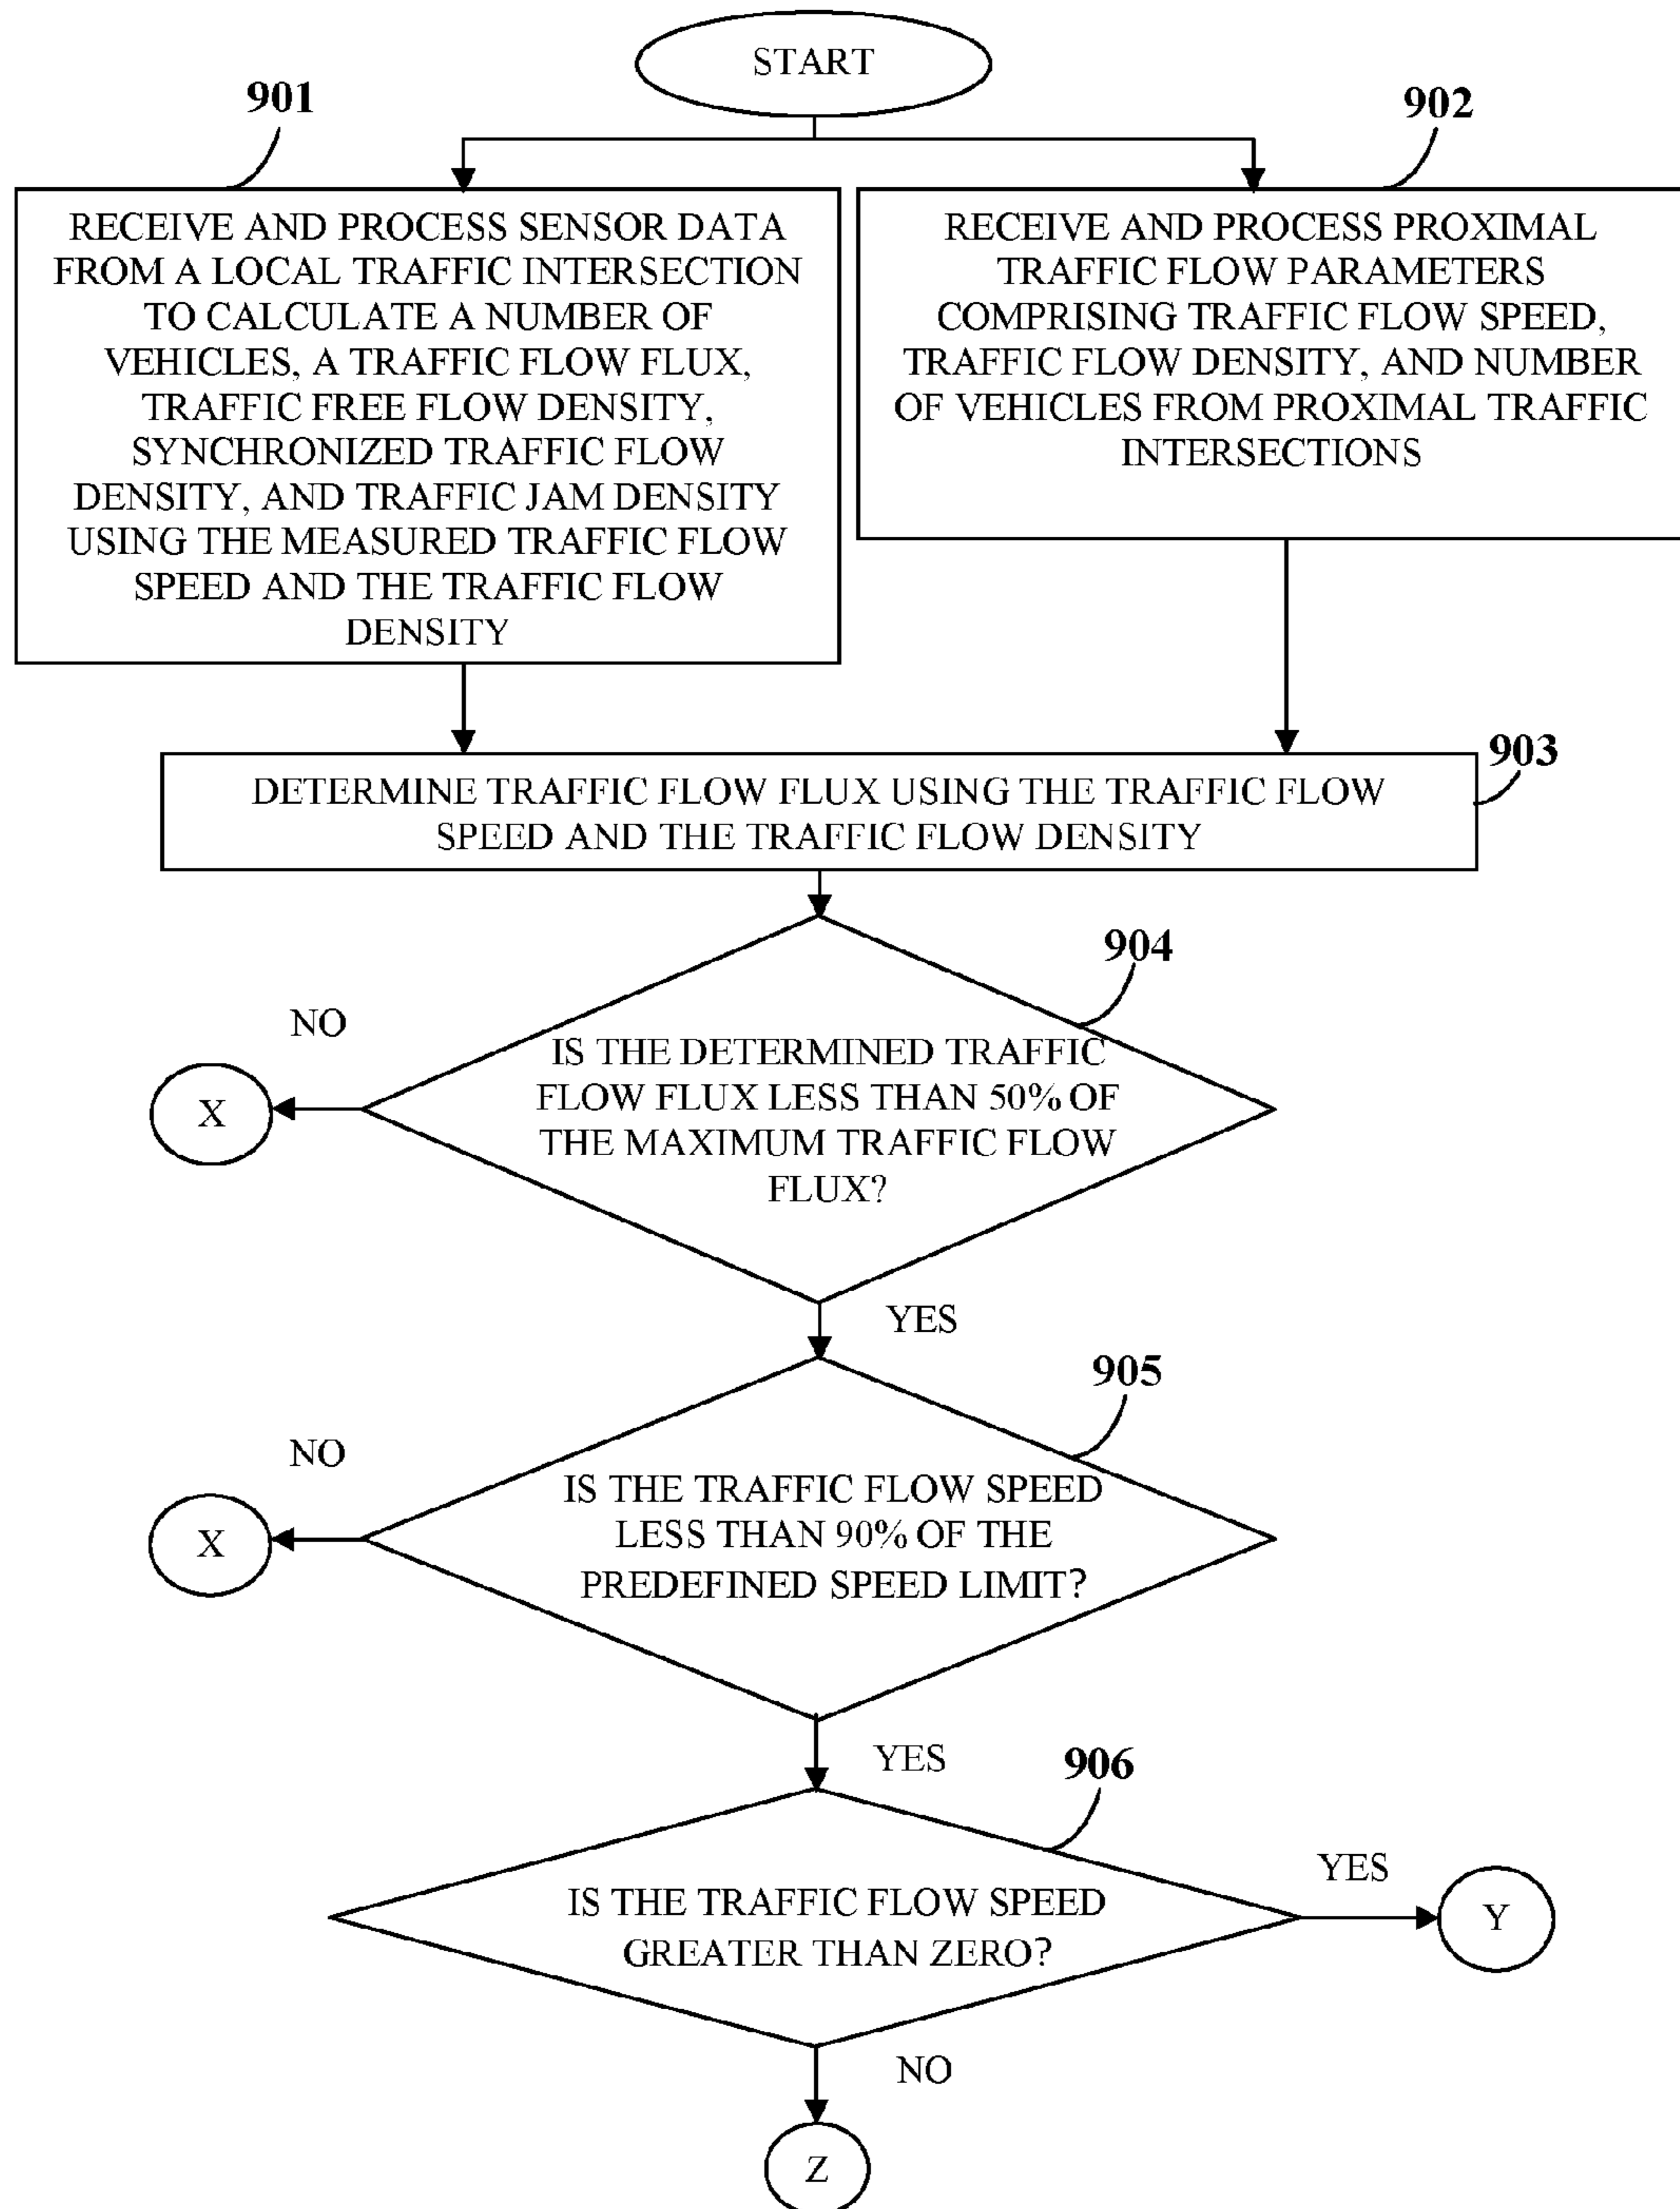 START
901
902
RECEIVE AND PROCESS SENSOR DATA
FROM A LOCAL TRAFFIC INTERSECTION
TO CALCULATE A NUMBER OF
VEHICLES, A TRAFFIC FLOW FLUX,
TRAFFIC FREE FLOW DENSITY,
SYNCHRONIZED TRAFFIC FLOW
DENSITY, AND TRAFFIC JAM DENSITY
USING THE MEASURED TRAFFIC FLOW
SPEED AND THE TRAFFIC FLOW
DENSITY
RECEIVE AND PROCESS PROXIMAL
TRAFFIC FLOW PARAMETERS
COMPRISING TRAFFIC FLOW SPEED,
TRAFFIC FLOW DENSITY, AND NUMBER
OF VEHICLES FROM PROXIMAL TRAFFIC
INTERSECTIONS
903
DETERMINE TRAFFIC FLOW FLUX USING THE TRAFFIC FLOW
SPEED AND THE TRAFFIC FLOW DENSITY
904
NO
X
IS THE DETERMINED TRAFFIC
FLOW FLUX LESS THAN 50% OF
THE MAXIMUM TRAFFIC FLOW
FLUX?
YES
905
NO
X
IS THE TRAFFIC FLOW SPEED
LESS THAN 90% OF THE
PREDEFINED SPEED LIMIT?
YES
906
IS THE TRAFFIC FLOW SPEED
GREATER THAN ZERO?
YES
Y
NO
Z